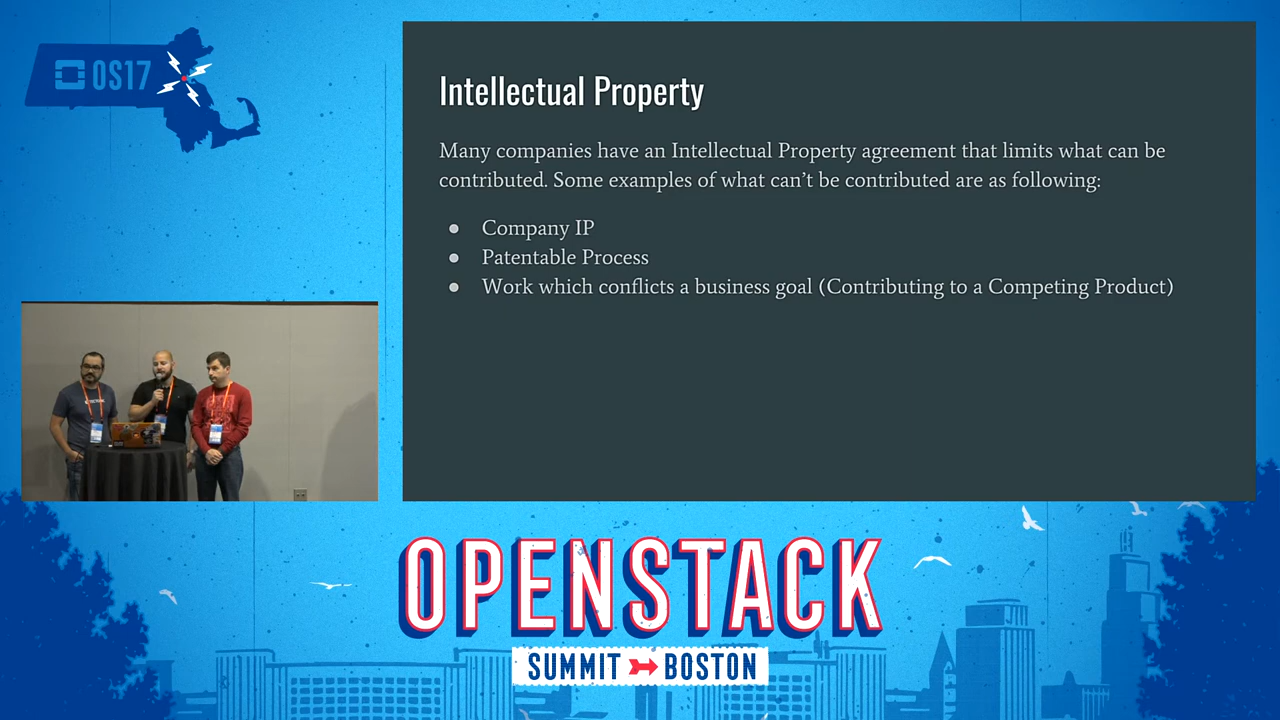 OS17
Intellectual Property
Many companies have an Intellectual Property agreement that limits what can be
contributed. Some examples of what can’t be contributed are as following:
● Company IP
● Patentable Process
● Work which conflicts a business goal (Contributing to a Competing Product)
OPENSTACK
SUMMIT BOSTON